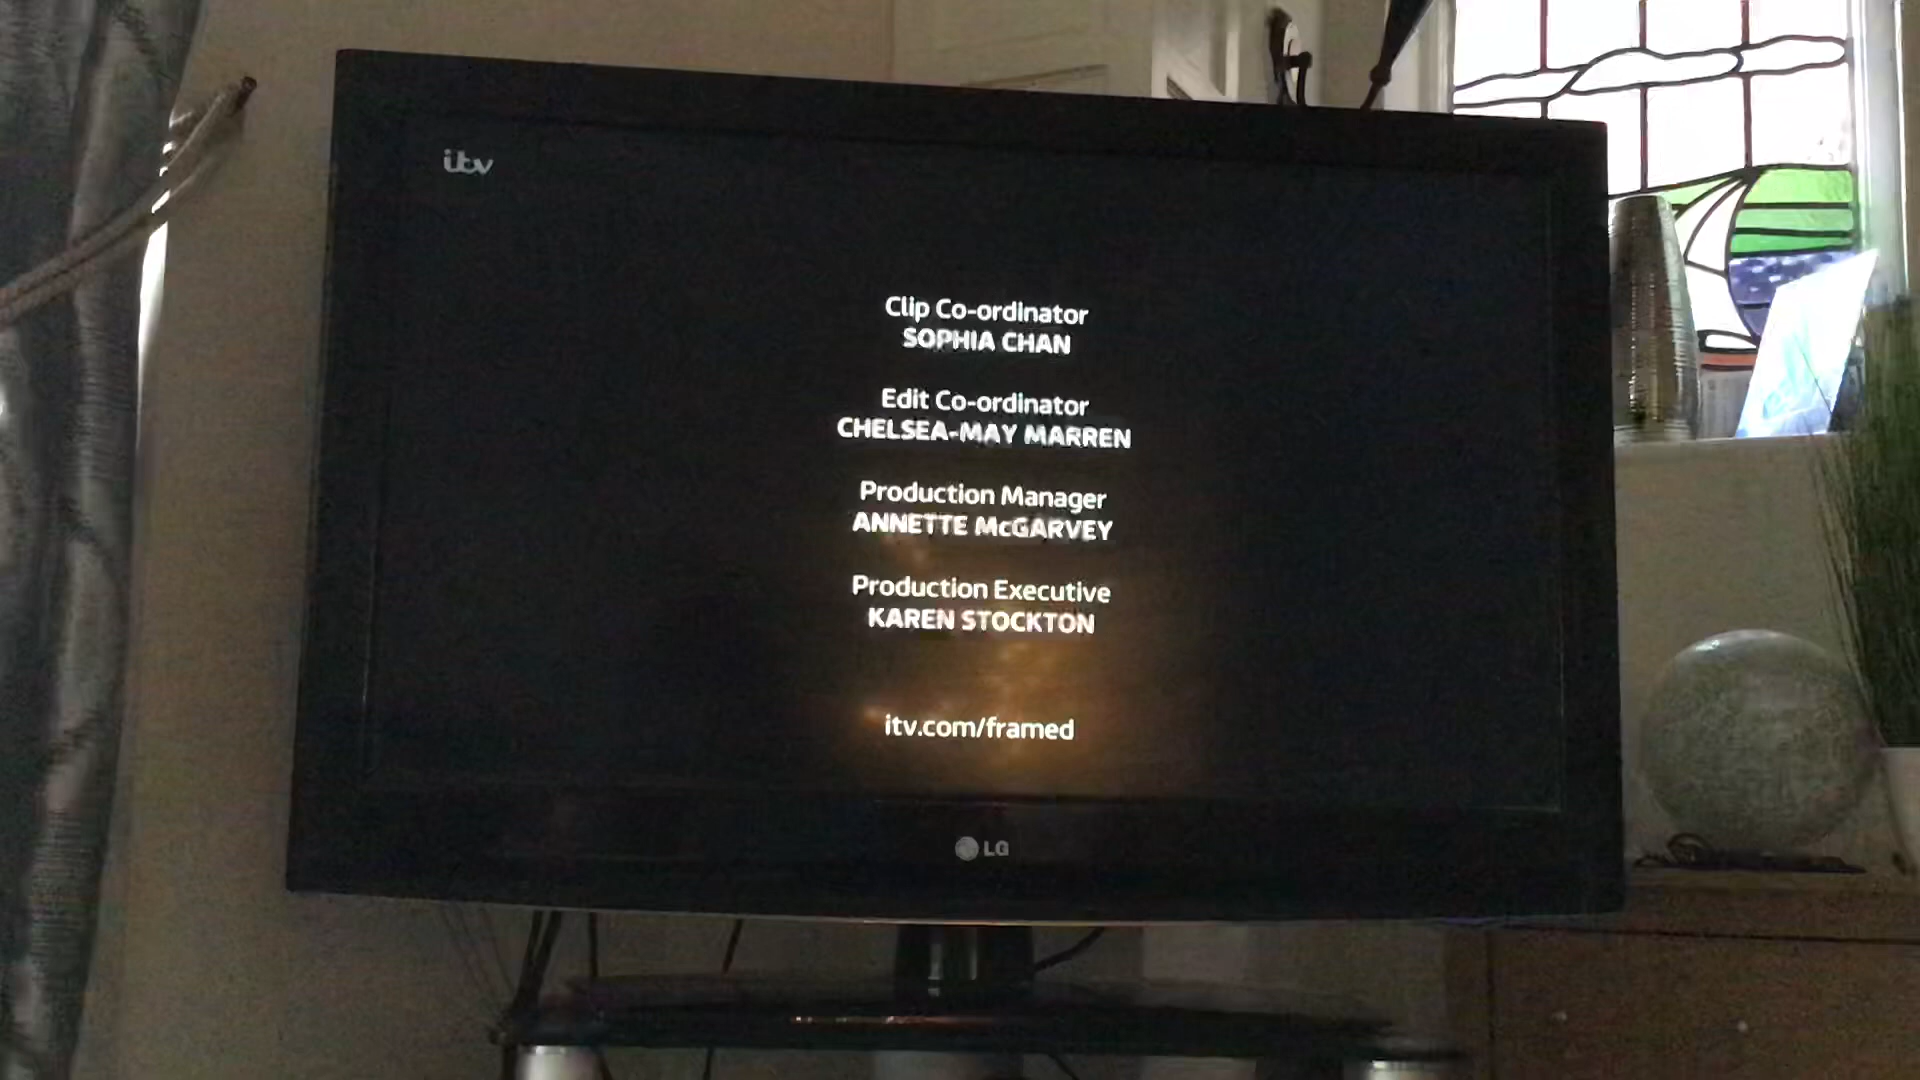 itv
Clip Co-ordinator
SOPHIA CHAN
Edit Co-ordinator
CHELSEA-MAY MARREN
Production Manager
ANNETTE McGARVEY
Production Executive
KAREN STOCKTON
itv.com/framed
LG